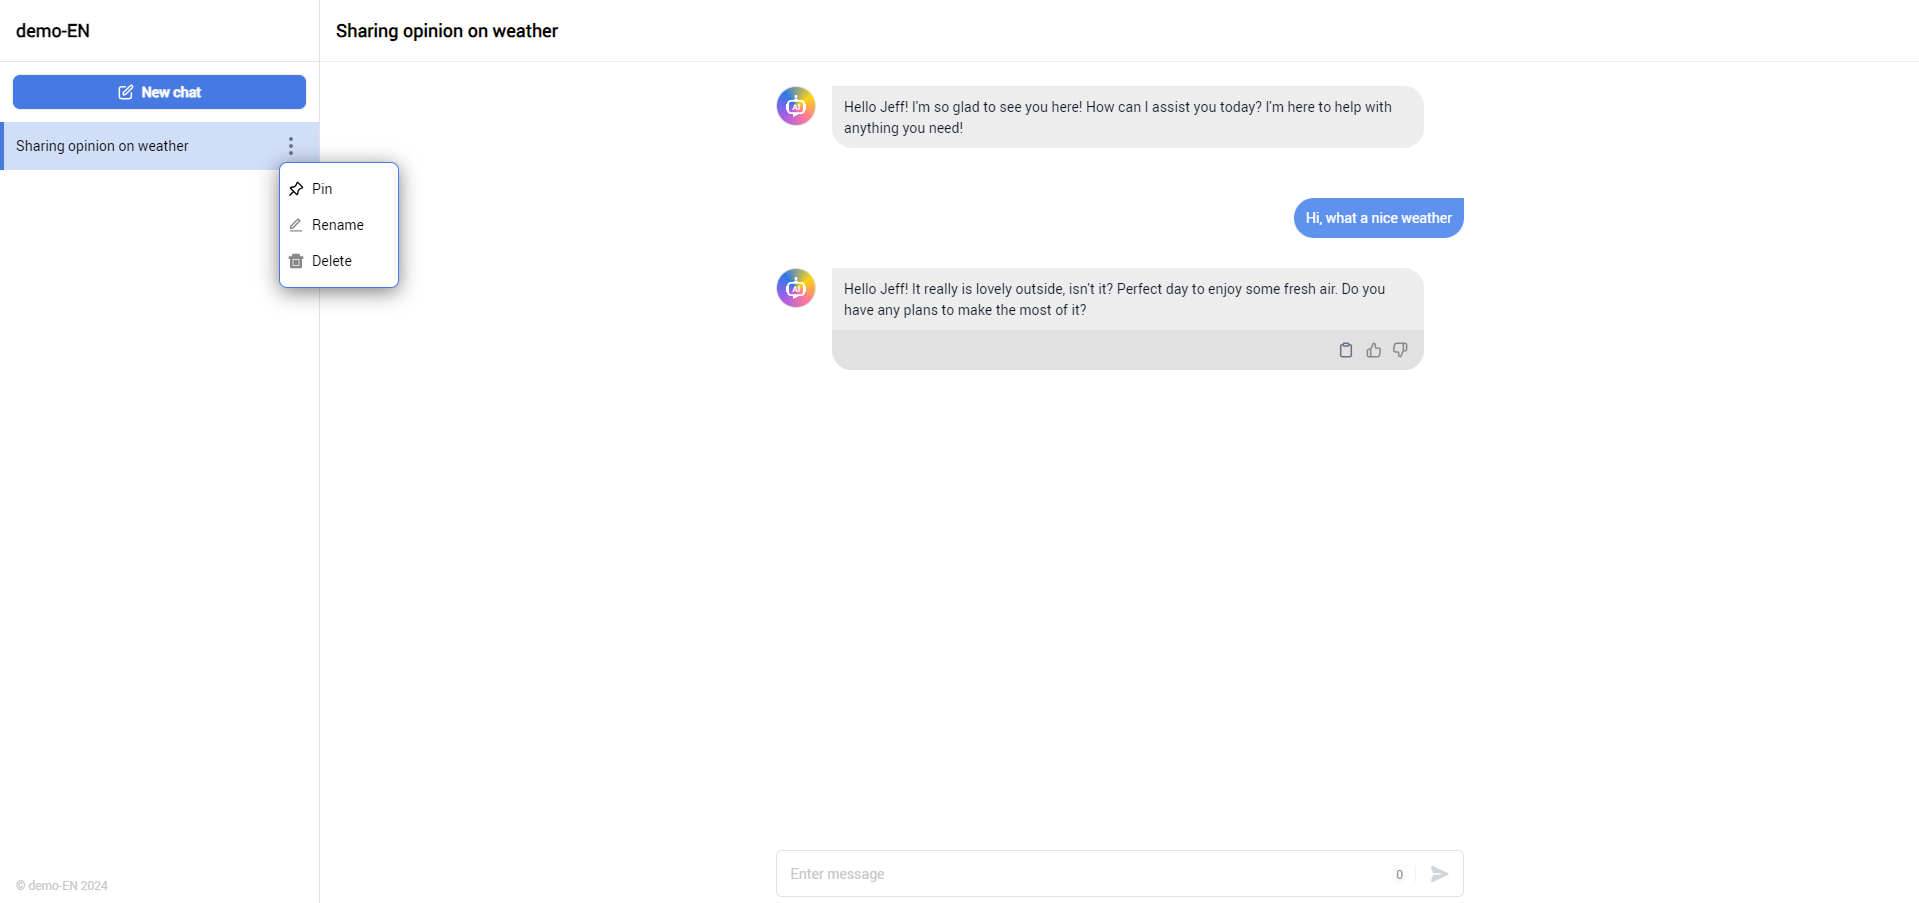 demo-EN
New chat
Sharing opinion on weather
Pin
Rename
Delete
© demo-EN 2024
Sharing opinion on weather
AI
Hello Jeff! I'm so glad to see you here! How can I assist you today? I'm here to help with
anything you need!
Hi, what a nice weather
AI
Hello Jeff! It really is lovely outside, isn't it? Perfect day to enjoy some fresh air. Do you
have any plans to make the most of it?
Enter message
0